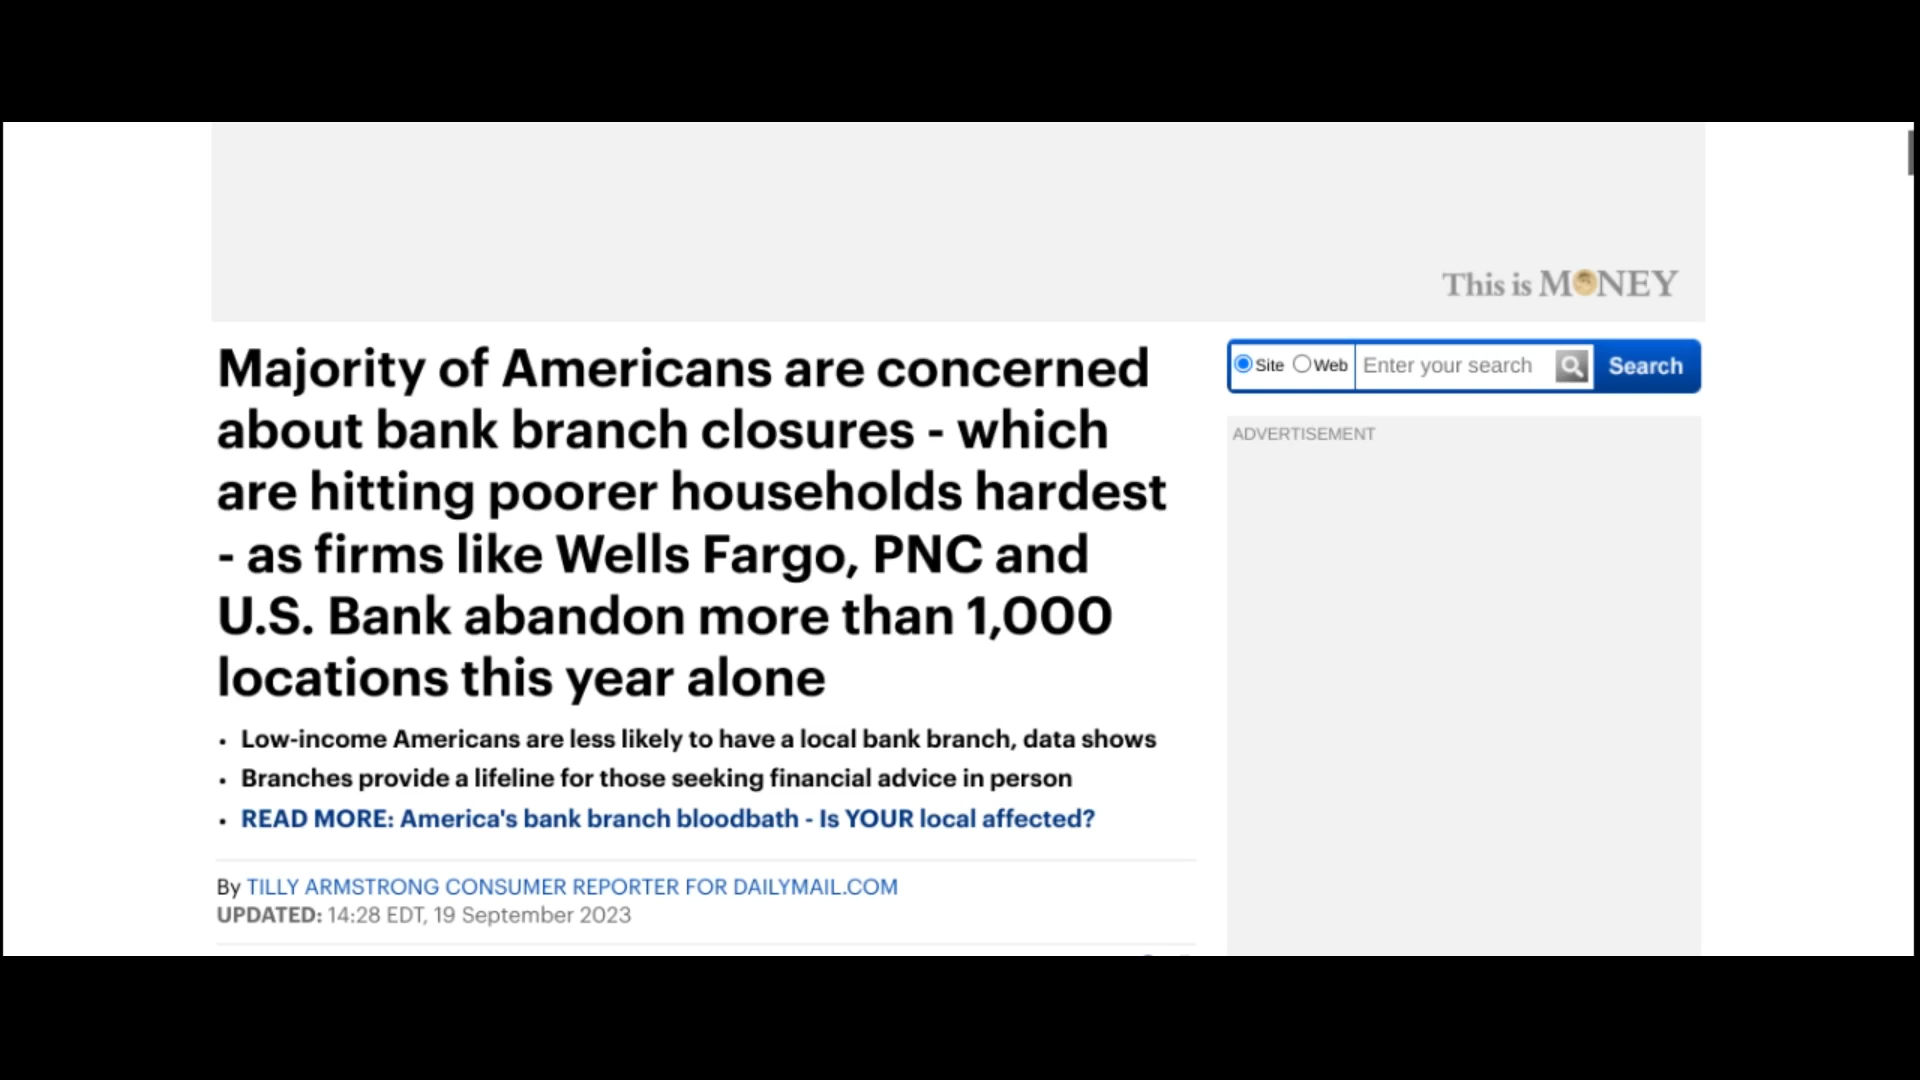 This is MONEY
Majority of Americans are concerned
about bank branch closures - which
are hitting poorer households hardest
- as firms like Wells Fargo, PNC and
U.S. Bank abandon more than 1,000
locations this year alone
• Low-income Americans are less likely to have a local bank branch, data shows
• Branches provide a lifeline for those seeking financial advice in person
• READ MORE: America's bank branch bloodbath - Is YOUR local affected?
By TILLY ARMSTRONG CONSUMER REPORTER FOR DAILYMAIL.COM
UPDATED: 14:28 EDT, 19 September 2023
Site Web Enter your search Search
ADVERTISEMENT